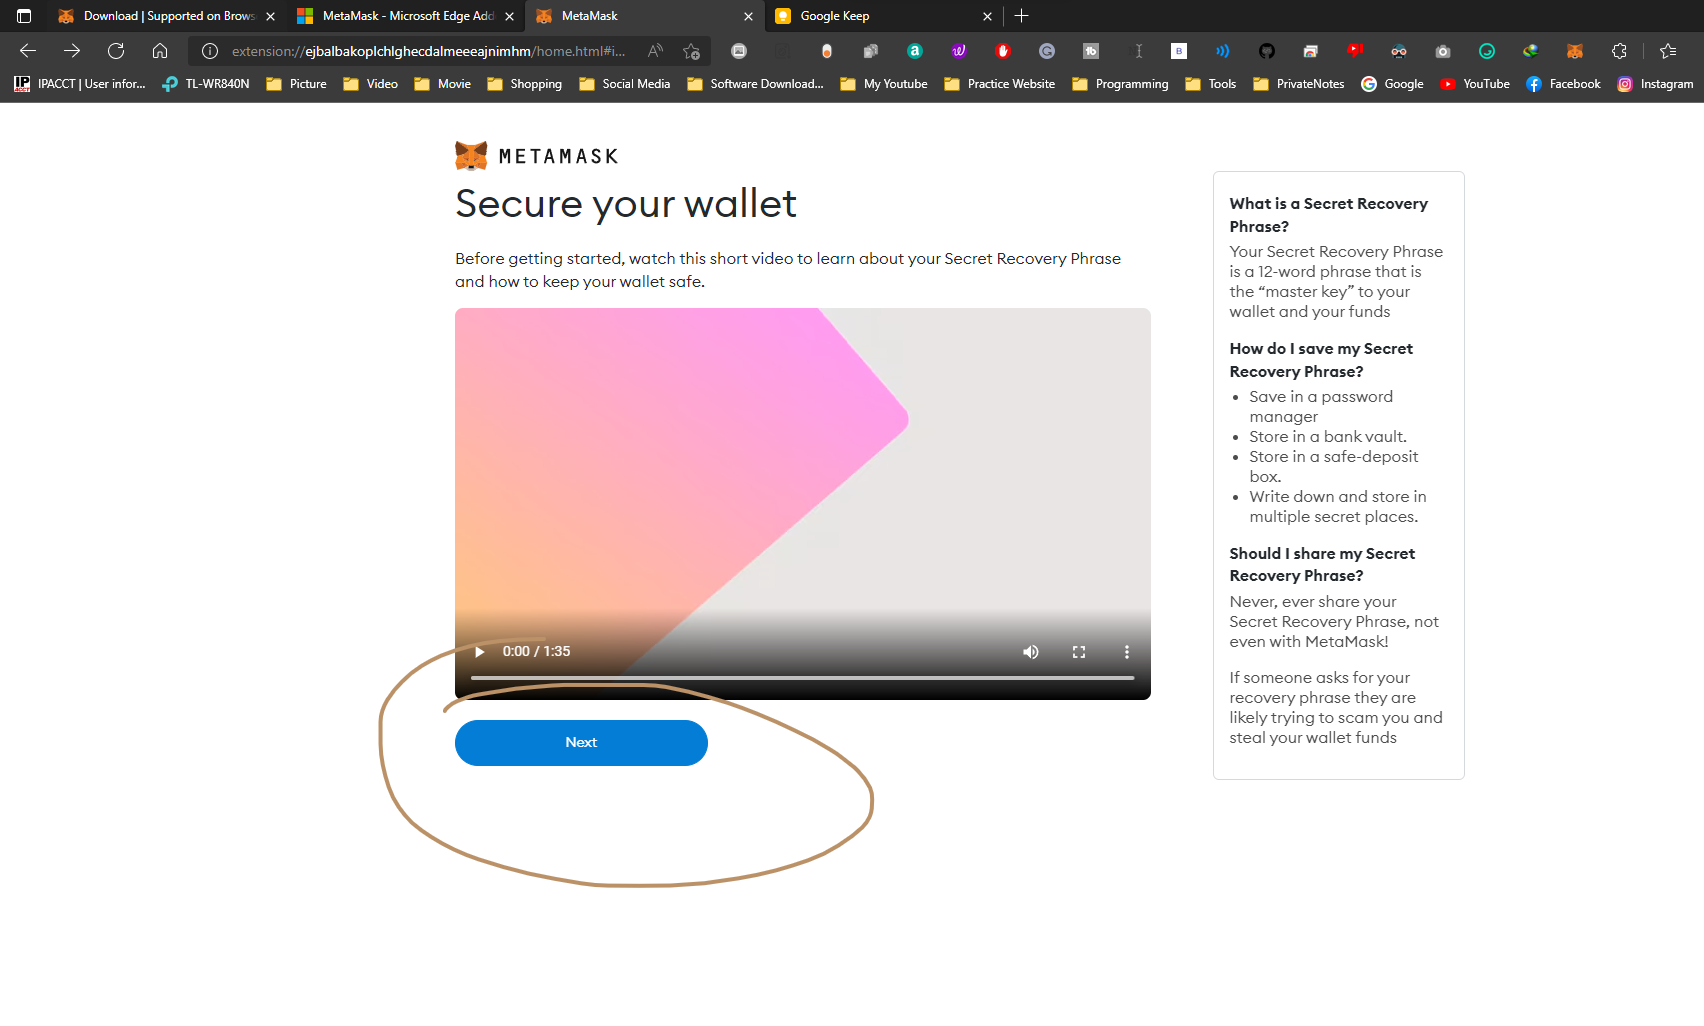 Download | Supported on Brows
MetaMask - Microsoft Edge Add
MetaMask
Google Keep
extension://ejbalbakoplchlghecdalmeeeajnimhm/home.html#i...
IPACCT | User infor...
TL-WR840N
Picture
Video
Movie
Shopping
Social Media
Software Download...
My Youtube
Practice Website
Programming
Tools
PrivateNotes
Google
YouTube
Facebook
Instagram
METAMASK
Secure your wallet
Before getting started, watch this short video to learn about your Secret Recovery Phrase
and how to keep your wallet safe.
0:00 / 1:35
Next
What is a Secret Recovery
Phrase?
Your Secret Recovery Phrase
is a 12-word phrase that is
the “master key” to your
wallet and your funds
How do I save my Secret
Recovery Phrase?
• Save in a password
manager
• Store in a bank vault.
• Store in a safe-deposit
box.
• Write down and store in
multiple secret places.
Should I share my Secret
Recovery Phrase?
Never, ever share your
Secret Recovery Phrase, not
even with MetaMask!
If someone asks for your
recovery phrase they are
likely trying to scam you and
steal your wallet funds